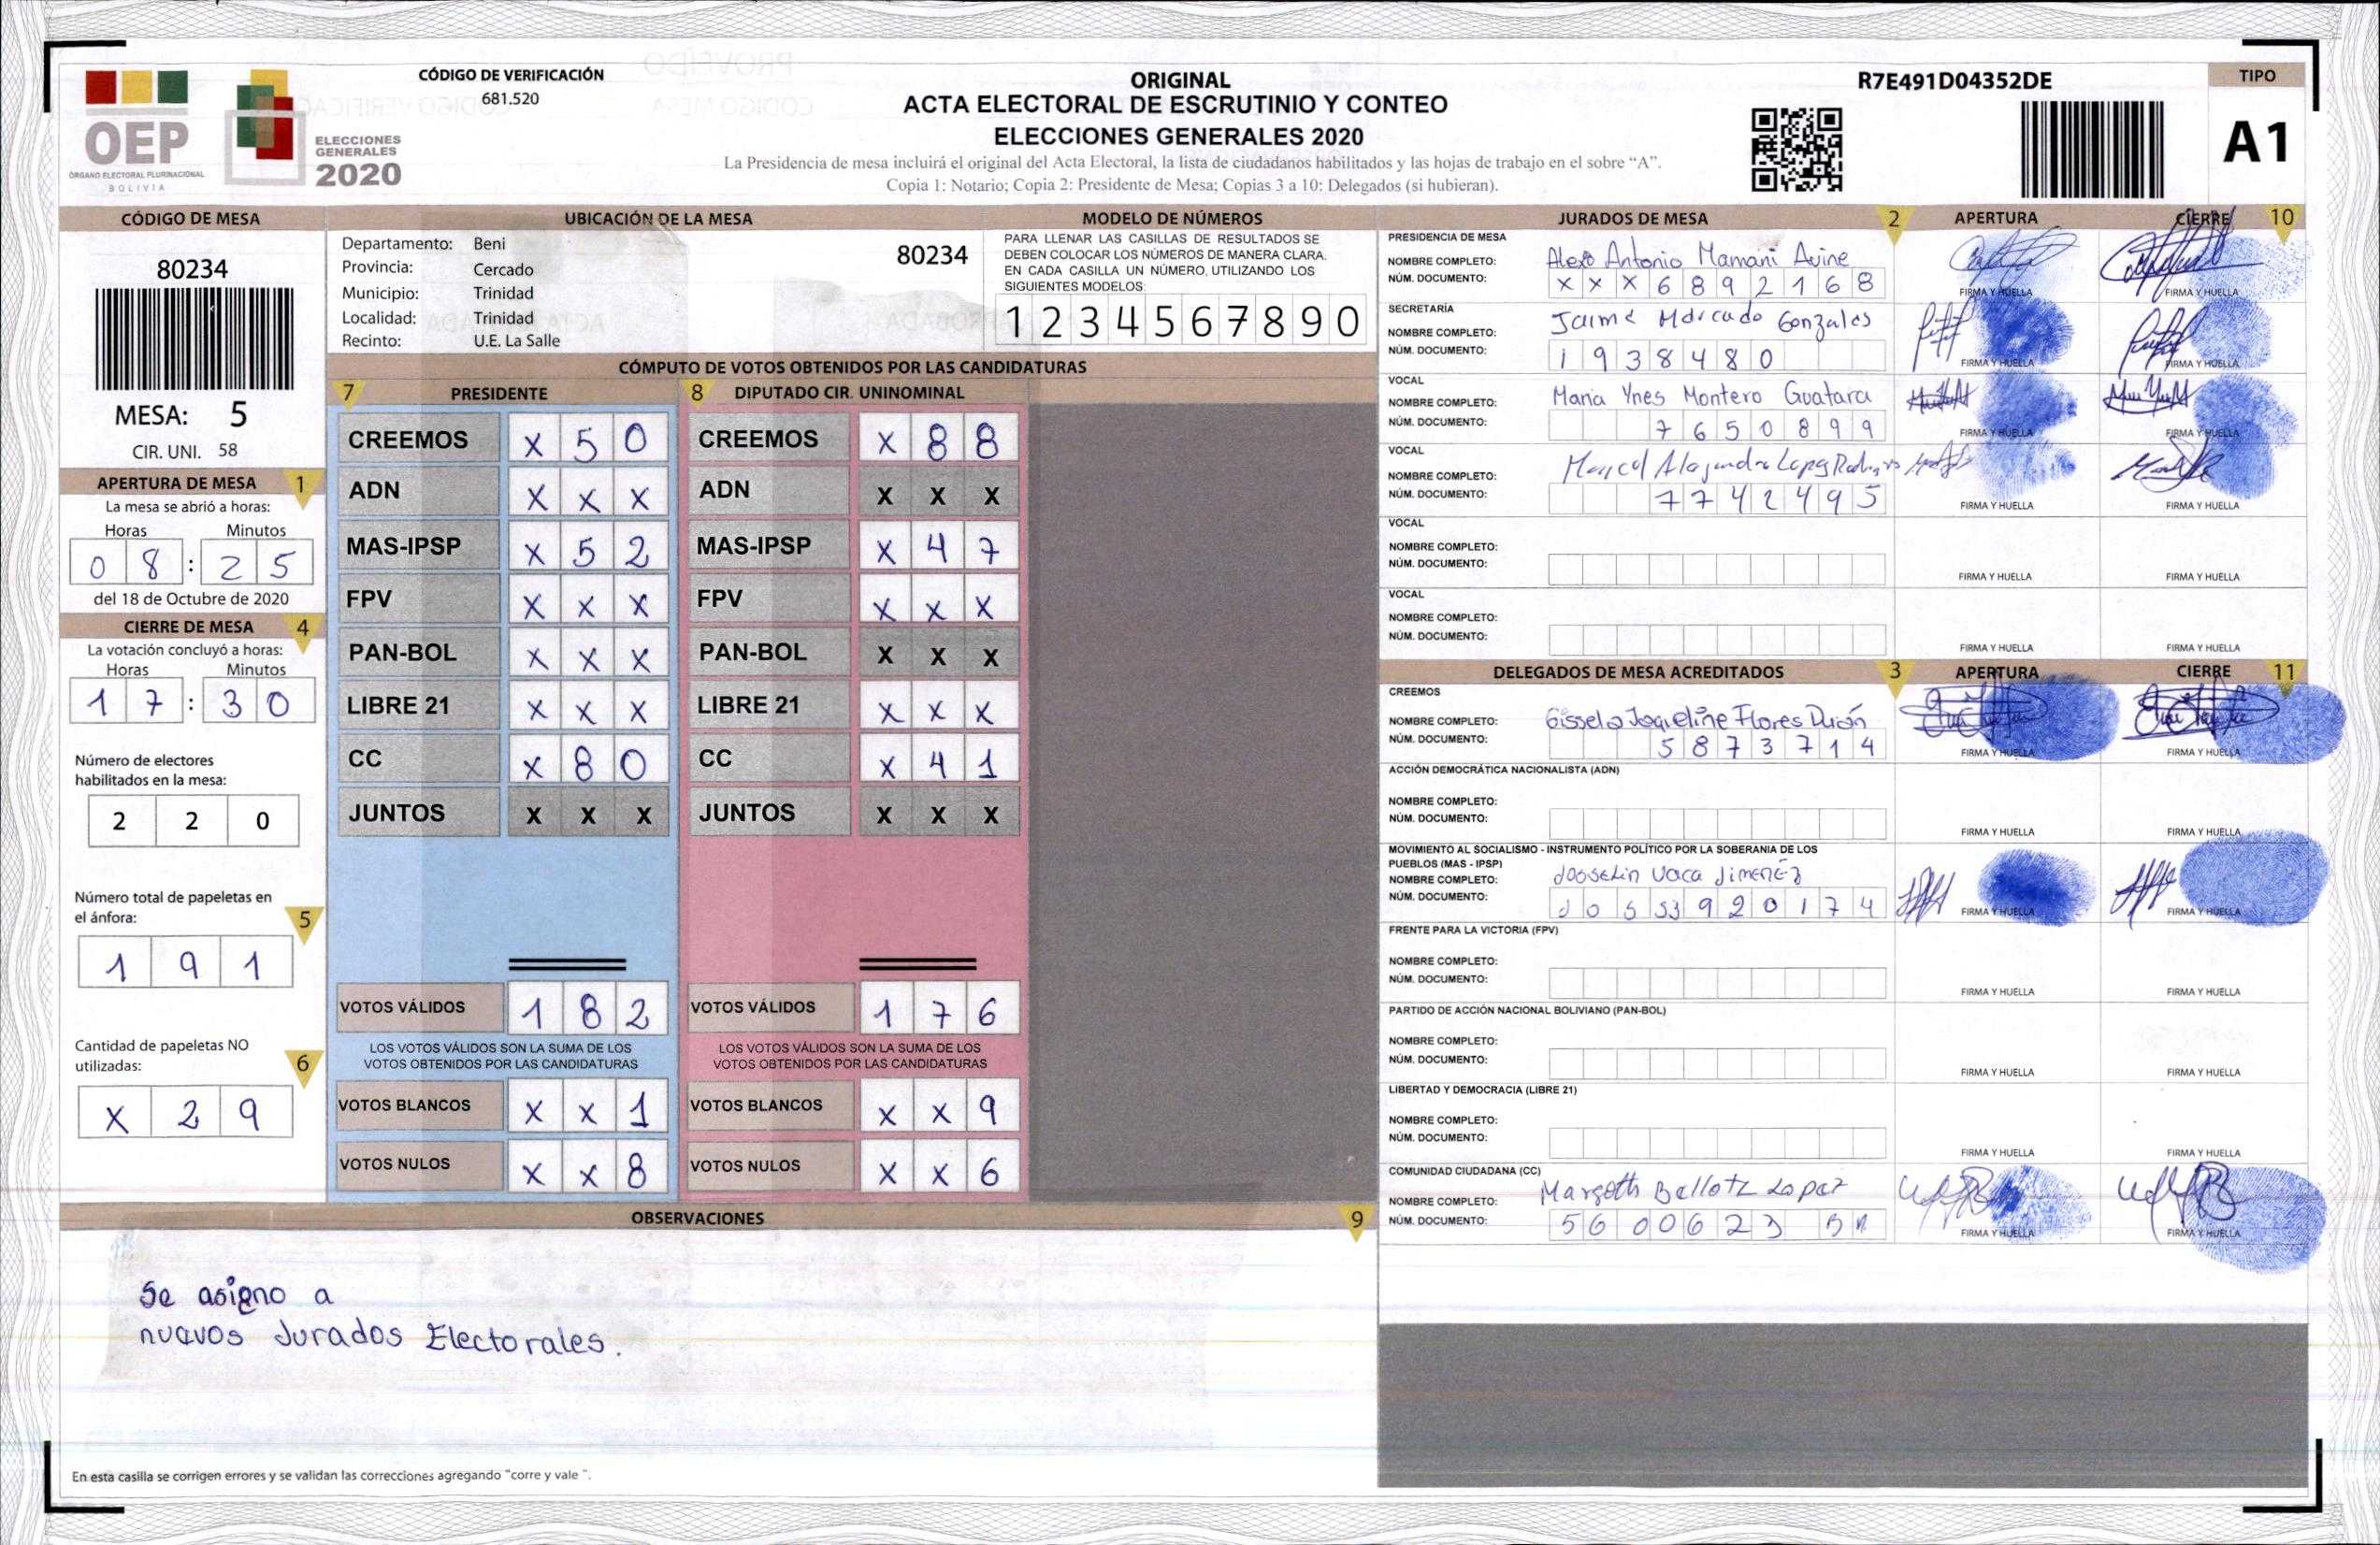 CÓDIGO DE VERIFICACIÓN
681.520
OEP
ÓRGANO ELECTORAL PLURINACIONAL
BOLIVIA
ELECCIONES
GENERALES
2020
ORIGINAL
ACTA ELECTORAL DE ESCRUTINIO Y CONTEO
ELECCIONES GENERALES 2020
La Presidencia de mesa incluirá el original del Acta Electoral, la lista de ciudadanos habilitados y las hojas de trabajo en el sobre “A”.
Copia 1: Notario; Copia 2: Presidente de Mesa; Copias 3 a 10: Delegados (si hubieran).
R7E491D04352DE
TIPO
A1
CÓDIGO DE MESA
80234
MESA: 5
CIR. UNI. 58
APERTURA DE MESA 1
La mesa se abrió a horas:
Horas Minutos
08:25
del 18 de Octubre de 2020
CIERRE DE MESA 4
La votación concluyó a horas:
Horas Minutos
17:30
Número de electores
habilitados en la mesa:
2 2 0
Número total de papeletas en
el ánfora: 5
1 9 1
Cantidad de papeletas NO
utilizadas: 6
X 2 9
UBICACIÓN DE LA MESA
Departamento: Beni
80234
Provincia: Cercado
Municipio: Trinidad
Localidad: Trinidad
Recinto: U.E. La Salle
MODELO DE NÚMEROS
PARA LLENAR LAS CASILLAS DE RESULTADOS SE
DEBEN COLOCAR LOS NÚMEROS DE MANERA CLARA.
EN CADA CASILLA UN NÚMERO, UTILIZANDO LOS
SIGUIENTES MODELOS:
1 2 3 4 5 6 7 8 9 0
CÓMPUTO DE VOTOS OBTENIDOS POR LAS CANDIDATURAS
7 PRESIDENTE
CREEMOS X 5 0
ADN X X X
MAS-IPSP X 5 2
FPV X X X
PAN-BOL X X X
LIBRE 21 X X X
CC X 8 0
JUNTOS X X X
VOTOS VÁLIDOS 1 8 2
LOS VOTOS VÁLIDOS SON LA SUMA DE LOS
VOTOS OBTENIDOS POR LAS CANDIDATURAS
VOTOS BLANCOS X X 1
VOTOS NULOS X X 8
8 DIPUTADO CIR. UNINOMINAL
CREEMOS X 8 8
ADN X X X
MAS-IPSP X 4 7
FPV X X X
PAN-BOL X X X
LIBRE 21 X X X
CC X 4 1
JUNTOS X X X
VOTOS VÁLIDOS 1 7 6
LOS VOTOS VÁLIDOS SON LA SUMA DE LOS
VOTOS OBTENIDOS POR LAS CANDIDATURAS
VOTOS BLANCOS X X 9
VOTOS NULOS X X 6
OBSERVACIONES 9
Se asigno a
nuevos Jurados Electorales.
En esta casilla se corrigen errores y se validan las correcciones agregando "corre y vale ".
JURADOS DE MESA 2 APERTURA CIERRE 10
PRESIDENCIA DE MESA
NOMBRE COMPLETO: Antonio Mamani
NÚM. DOCUMENTO: X X X 6 8 9 2 1 6 8
FIRMA Y HUELLA FIRMA Y HUELLA
SECRETARÍA
NOMBRE COMPLETO: Jaime Mercado Gonzales
NÚM. DOCUMENTO: 1 9 3 8 4 8 0
FIRMA Y HUELLA FIRMA Y HUELLA
VOCAL
NOMBRE COMPLETO: Maria Ynes Montero Guatara
NÚM. DOCUMENTO: 7 6 5 0 8 9 9
FIRMA Y HUELLA FIRMA Y HUELLA
VOCAL
NOMBRE COMPLETO:
NÚM. DOCUMENTO: 7 7 4 2 4 9 5
FIRMA Y HUELLA FIRMA Y HUELLA
VOCAL
NOMBRE COMPLETO:
NÚM. DOCUMENTO:
FIRMA Y HUELLA FIRMA Y HUELLA
VOCAL
NOMBRE COMPLETO:
NÚM. DOCUMENTO:
FIRMA Y HUELLA FIRMA Y HUELLA
DELEGADOS DE MESA ACREDITADOS 3 APERTURA CIERRE 11
CREEMOS
NOMBRE COMPLETO: Gissela Jaqueline Flores Durán
NÚM. DOCUMENTO: 5 8 7 3 7 1 4
FIRMA Y HUELLA FIRMA Y HUELLA
ACCIÓN DEMOCRÁTICA NACIONALISTA (ADN)
NOMBRE COMPLETO:
NÚM. DOCUMENTO:
FIRMA Y HUELLA FIRMA Y HUELLA
MOVIMIENTO AL SOCIALISMO - INSTRUMENTO POLÍTICO POR LA SOBERANIA DE LOS
PUEBLOS (MAS - IPSP)
NOMBRE COMPLETO: Josselin Vaca Jimenez
NÚM. DOCUMENTO: 9 2 0 1 7 4
FIRMA Y HUELLA FIRMA Y HUELLA
FRENTE PARA LA VICTORIA (FPV)
NOMBRE COMPLETO:
NÚM. DOCUMENTO:
FIRMA Y HUELLA FIRMA Y HUELLA
PARTIDO DE ACCIÓN NACIONAL BOLIVIANO (PAN-BOL)
NOMBRE COMPLETO:
NÚM. DOCUMENTO:
FIRMA Y HUELLA FIRMA Y HUELLA
LIBERTAD Y DEMOCRACIA (LIBRE 21)
NOMBRE COMPLETO:
NÚM. DOCUMENTO:
FIRMA Y HUELLA FIRMA Y HUELLA
COMUNIDAD CIUDADANA (CC)
NOMBRE COMPLETO: Margoth
NÚM. DOCUMENTO: 5 6 0 0 6 2 3
FIRMA Y HUELLA FIRMA Y HUELLA